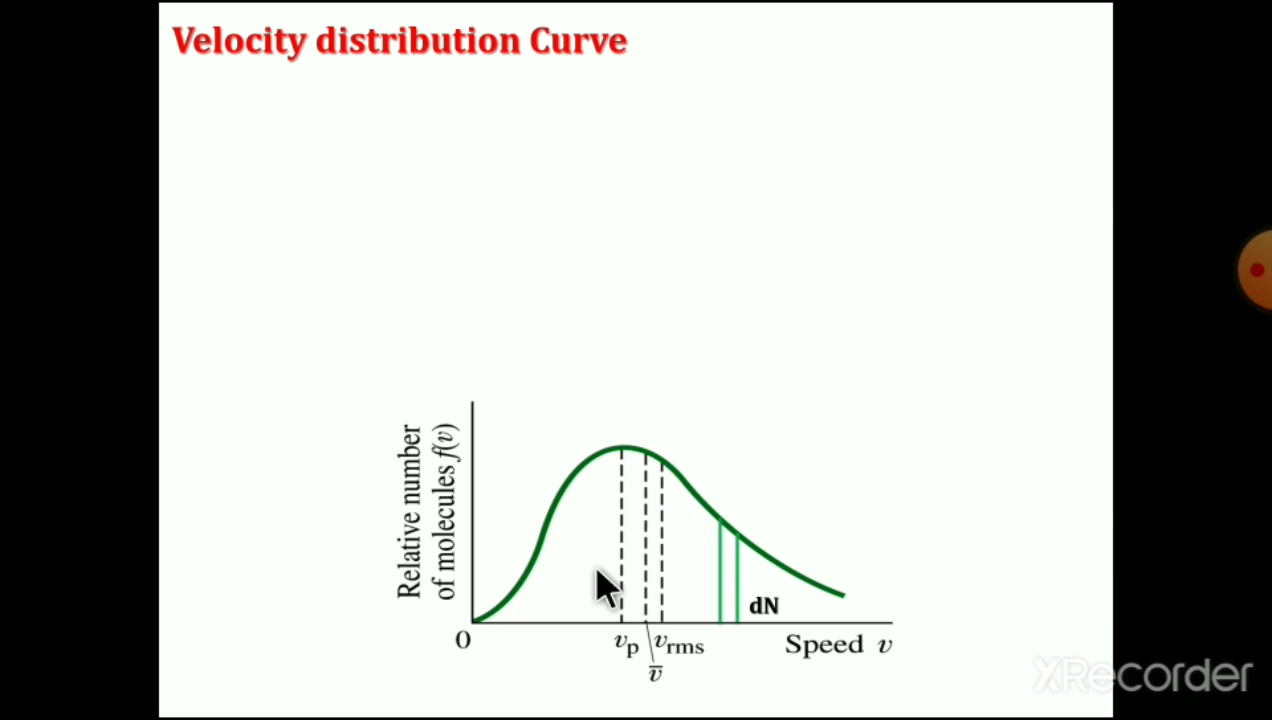 Velocity distribution Curve
Relative number
of molecules f(v)
dN
0
vp
vrms
Speed v
v̅
XRecorder